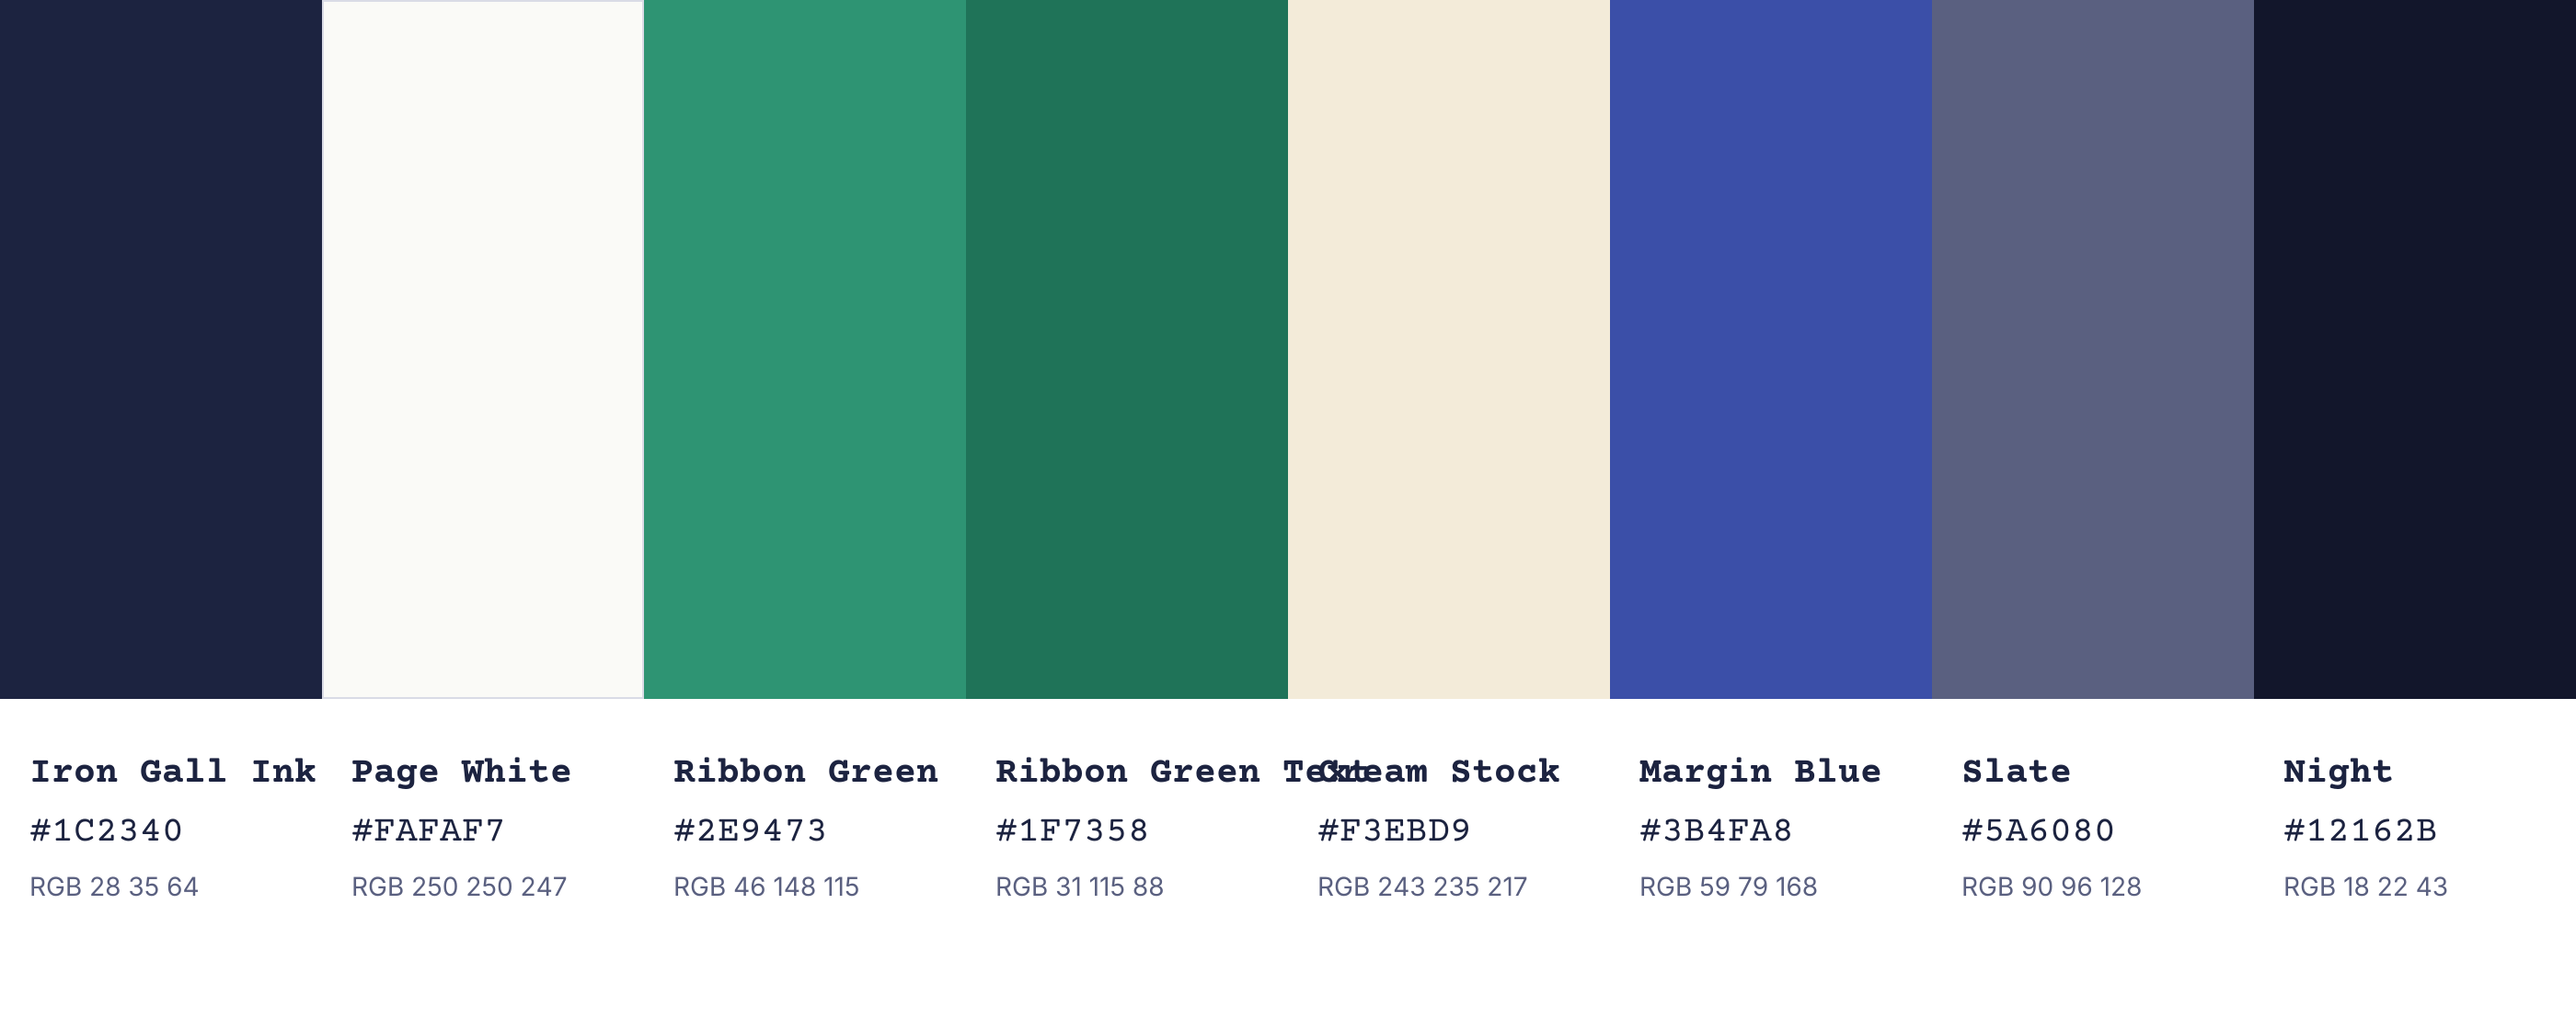 Iron Gall Ink
#1C2340
RGB 28 35 64
Page White
#FAFAF7
RGB 250 250 247
Ribbon Green
#2E9473
RGB 46 148 115
Ribbon Green Text
#1F7358
RGB 31 115 88
Cream Stock
#F3EBD9
RGB 243 235 217
Margin Blue
#3B4FA8
RGB 59 79 168
Slate
#5A6080
RGB 90 96 128
Night
#12162B
RGB 18 22 43